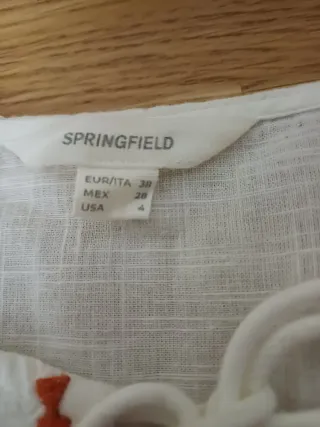 SPRINGFIELD
EUR/ITA 38
MEX 28
USA 4